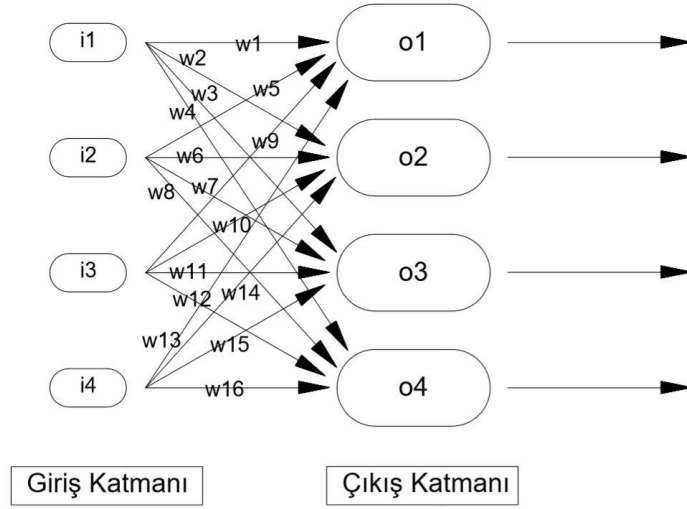 i1
w1
o1
w2
w3
w5
w4
w9
i2
w6
o2
w8
w7
w10
i3
w11
o3
w12
w14
w13
w15
i4
w16
o4
Giriş Katmanı
Çıkış Katmanı